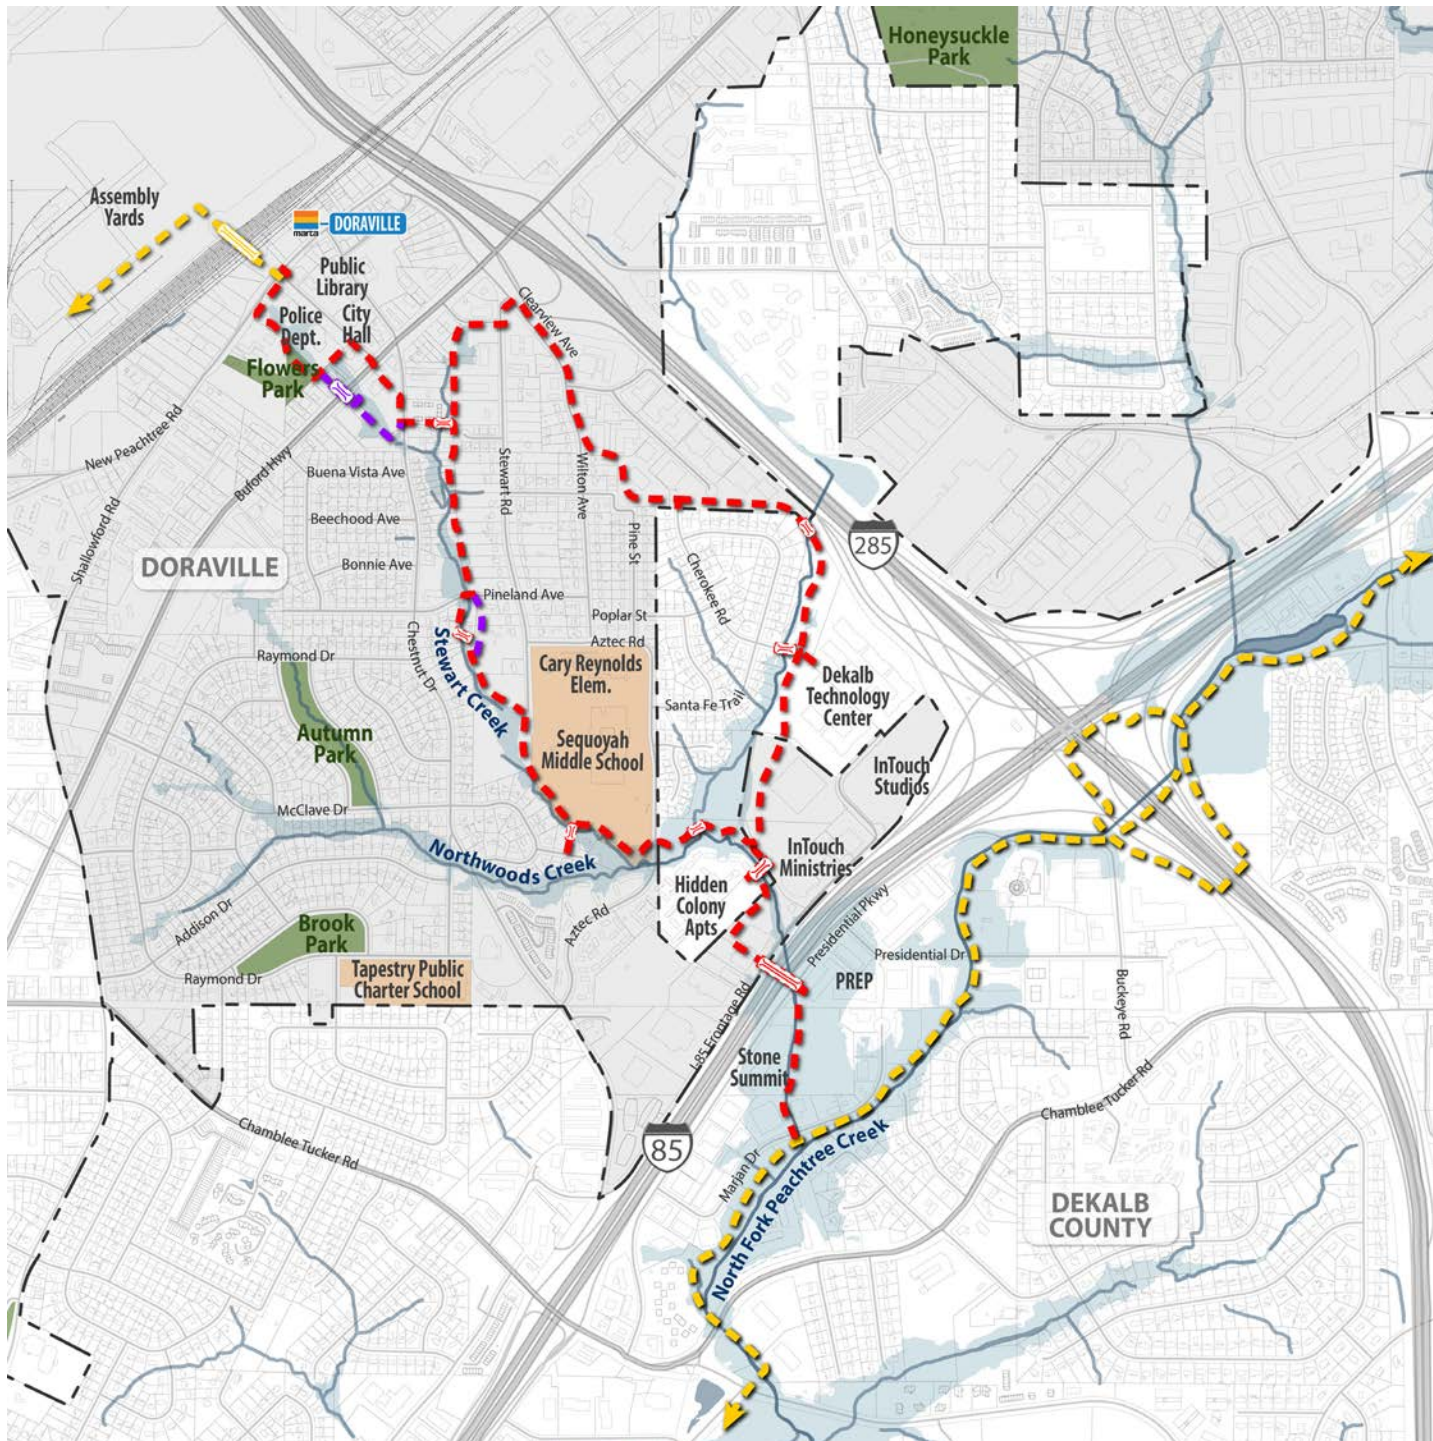 Honeysuckle
Park
Assembly
Yards
marta
DORAVILLE
Public
Library
Police
Dept.
City
Hall
Clearview Ave
Flowers
Park
New Peachtree Rd
Buford Hwy
Buena Vista Ave
Stewart Rd
Wilton Ave
Beechood Ave
Pine St
Shallowford Rd
285
DORAVILLE
Bonnie Ave
Cherokee Rd
Pineland Ave
Poplar St
Chestnut Dr
Stewart Creek
Aztec Rd
Raymond Dr
Cary Reynolds
Elem.
Dekalb
Technology
Center
Santa Fe Trail
Autumn
Park
Sequoyah
Middle School
InTouch
Studios
McClave Dr
Northwoods Creek
InTouch
Ministries
Hidden
Colony
Apts
Presidential Pkwy
Addison Dr
Brook
Park
Aztec Rd
Presidential Dr
Raymond Dr
Tapestry Public
Charter School
PREP
Buckeye Rd
I-85 Frontage Rd
Stone
Summit
Chamblee Tucker Rd
Chamblee Tucker Rd
85
Marjan Dr
North Fork Peachtree Creek
DEKALB
COUNTY